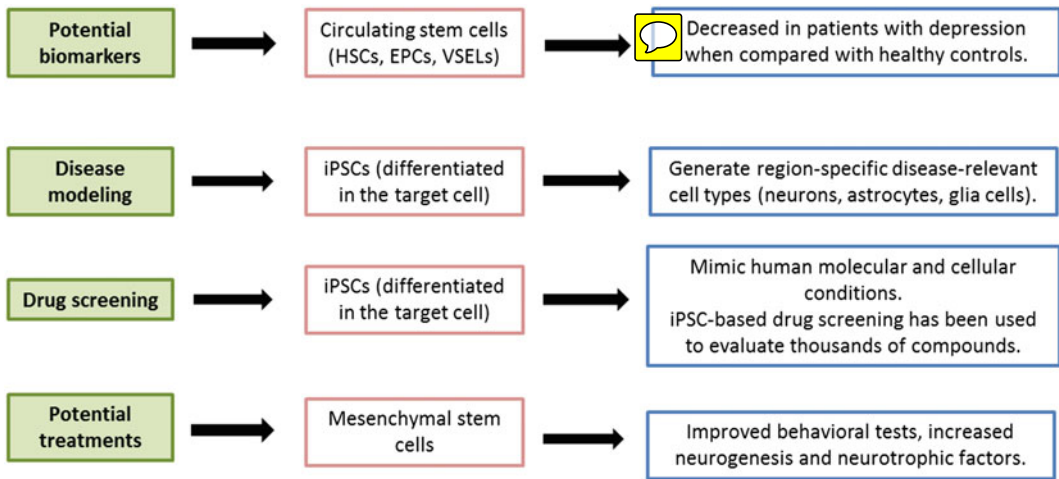 Potential
biomarkers
Circulating stem cells
(HSCs, EPCs, VSELs)
Decreased in patients with depression
when compared with healthy controls.
Disease
modeling
iPSCs (differentiated
in the target cell)
Generate region-specific disease-relevant
cell types (neurons, astrocytes, glia cells).
Drug screening
iPSCs (differentiated
in the target cell)
Mimic human molecular and cellular
conditions.
iPSC-based drug screening has been used
to evaluate thousands of compounds.
Potential
treatments
Mesenchymal stem
cells
Improved behavioral tests, increased
neurogenesis and neurotrophic factors.